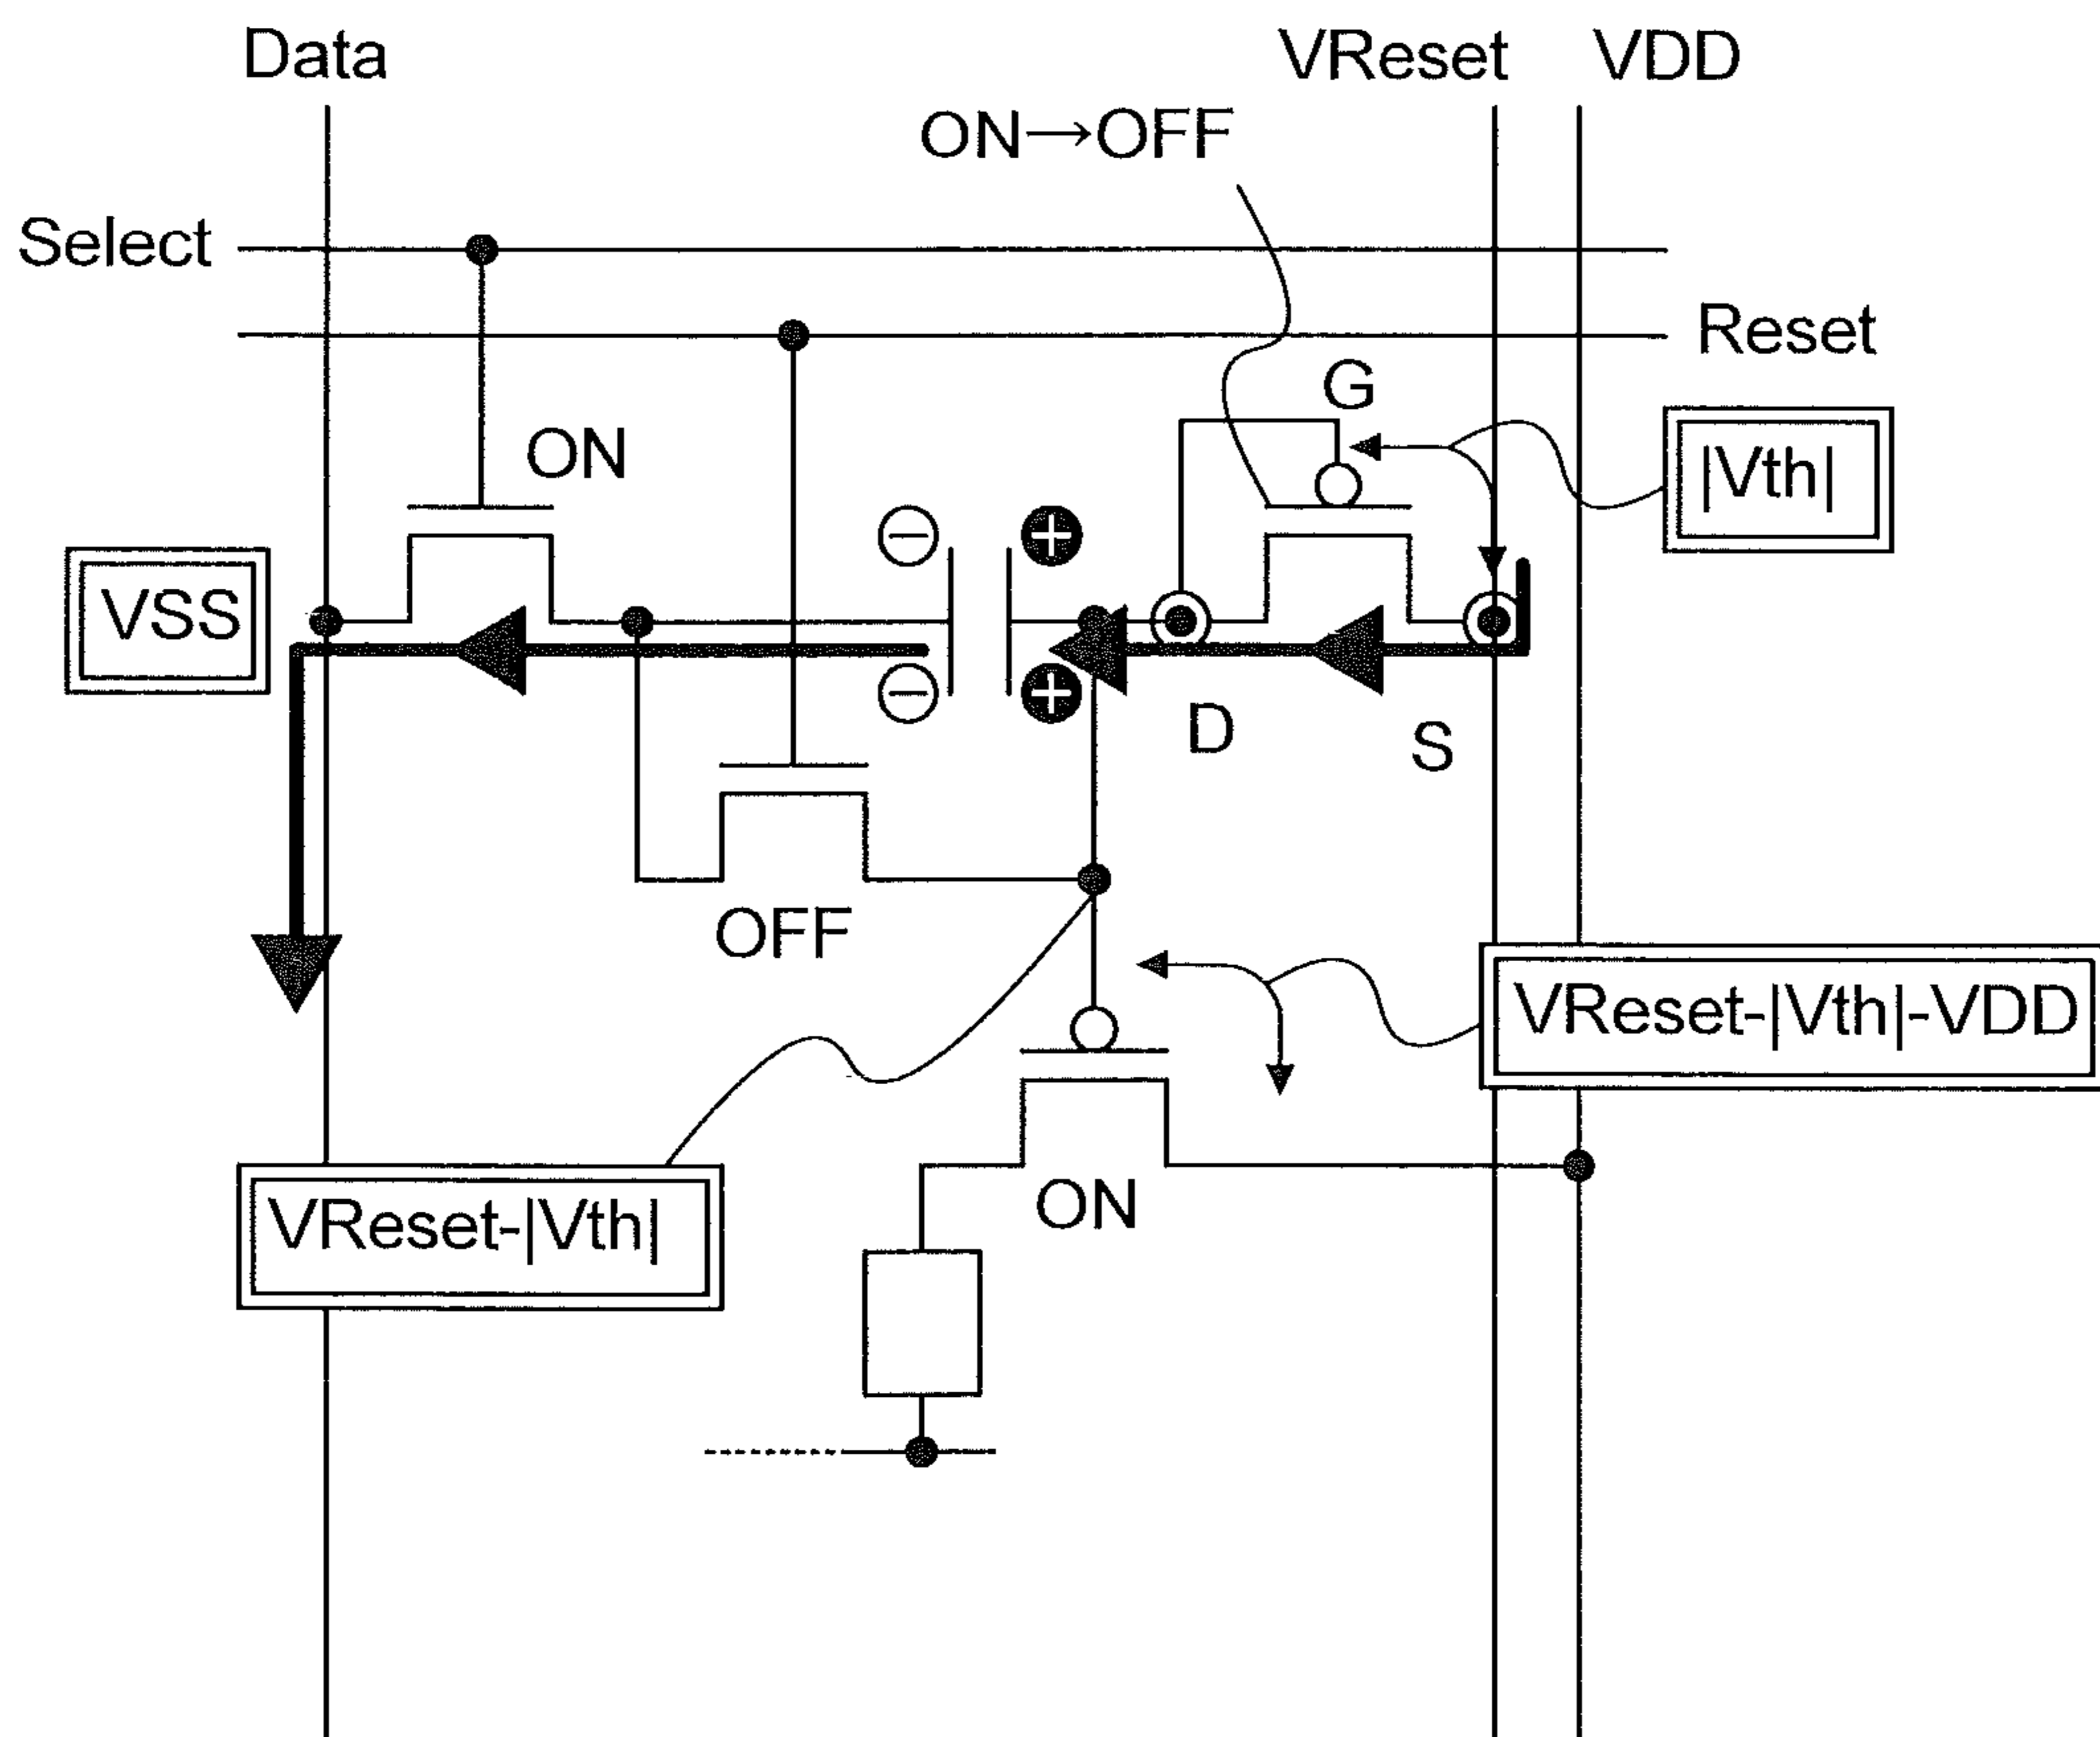 Data
VReset
VDD
ON→OFF
Select
Reset
G
ON
|Vth|
VSS
D
S
OFF
VReset-|Vth|-VDD
VReset-|Vth|
ON